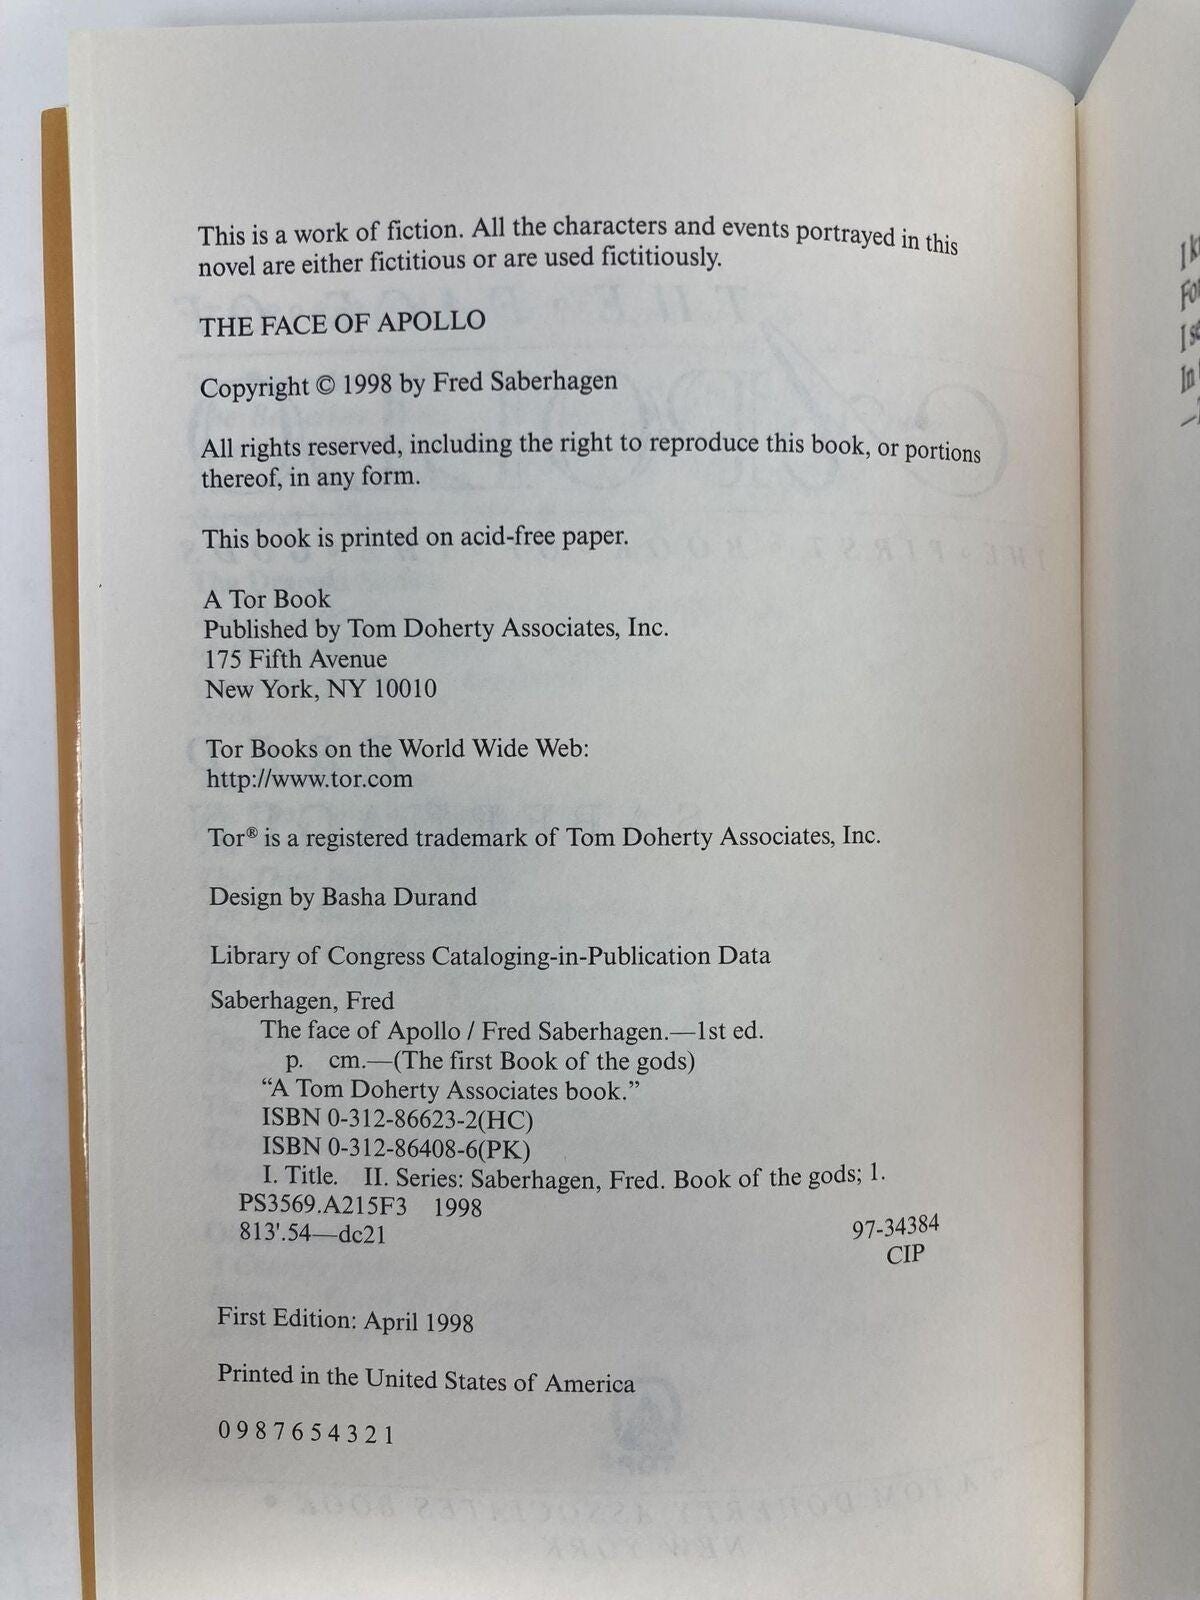 This is a work of fiction. All the characters and events portrayed in this
novel are either fictitious or are used fictitiously.
THE FACE OF APOLLO
Copyright © 1998 by Fred Saberhagen
All rights reserved, including the right to reproduce this book, or portions
thereof, in any form.
This book is printed on acid-free paper.
A Tor Book
Published by Tom Doherty Associates, Inc.
175 Fifth Avenue
New York, NY 10010
Tor Books on the World Wide Web:
http://www.tor.com
Tor® is a registered trademark of Tom Doherty Associates, Inc.
Design by Basha Durand
Library of Congress Cataloging-in-Publication Data
Saberhagen, Fred
The face of Apollo / Fred Saberhagen.—1st ed.
p. cm.—(The first Book of the gods)
“A Tom Doherty Associates book.”
ISBN 0-312-86623-2(HC)
ISBN 0-312-86408-6(PK)
I. Title. II. Series: Saberhagen, Fred. Book of the gods; 1.
PS3569.A215F3 1998
813'.54—dc21 97-34384
CIP
First Edition: April 1998
Printed in the United States of America
0 9 8 7 6 5 4 3 2 1